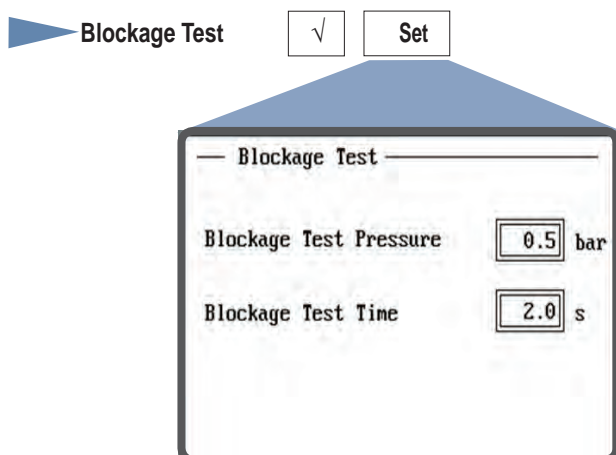 Blockage Test √ Set
Blockage Test
Blockage Test Pressure 0.5 bar
Blockage Test Time 2.0 s